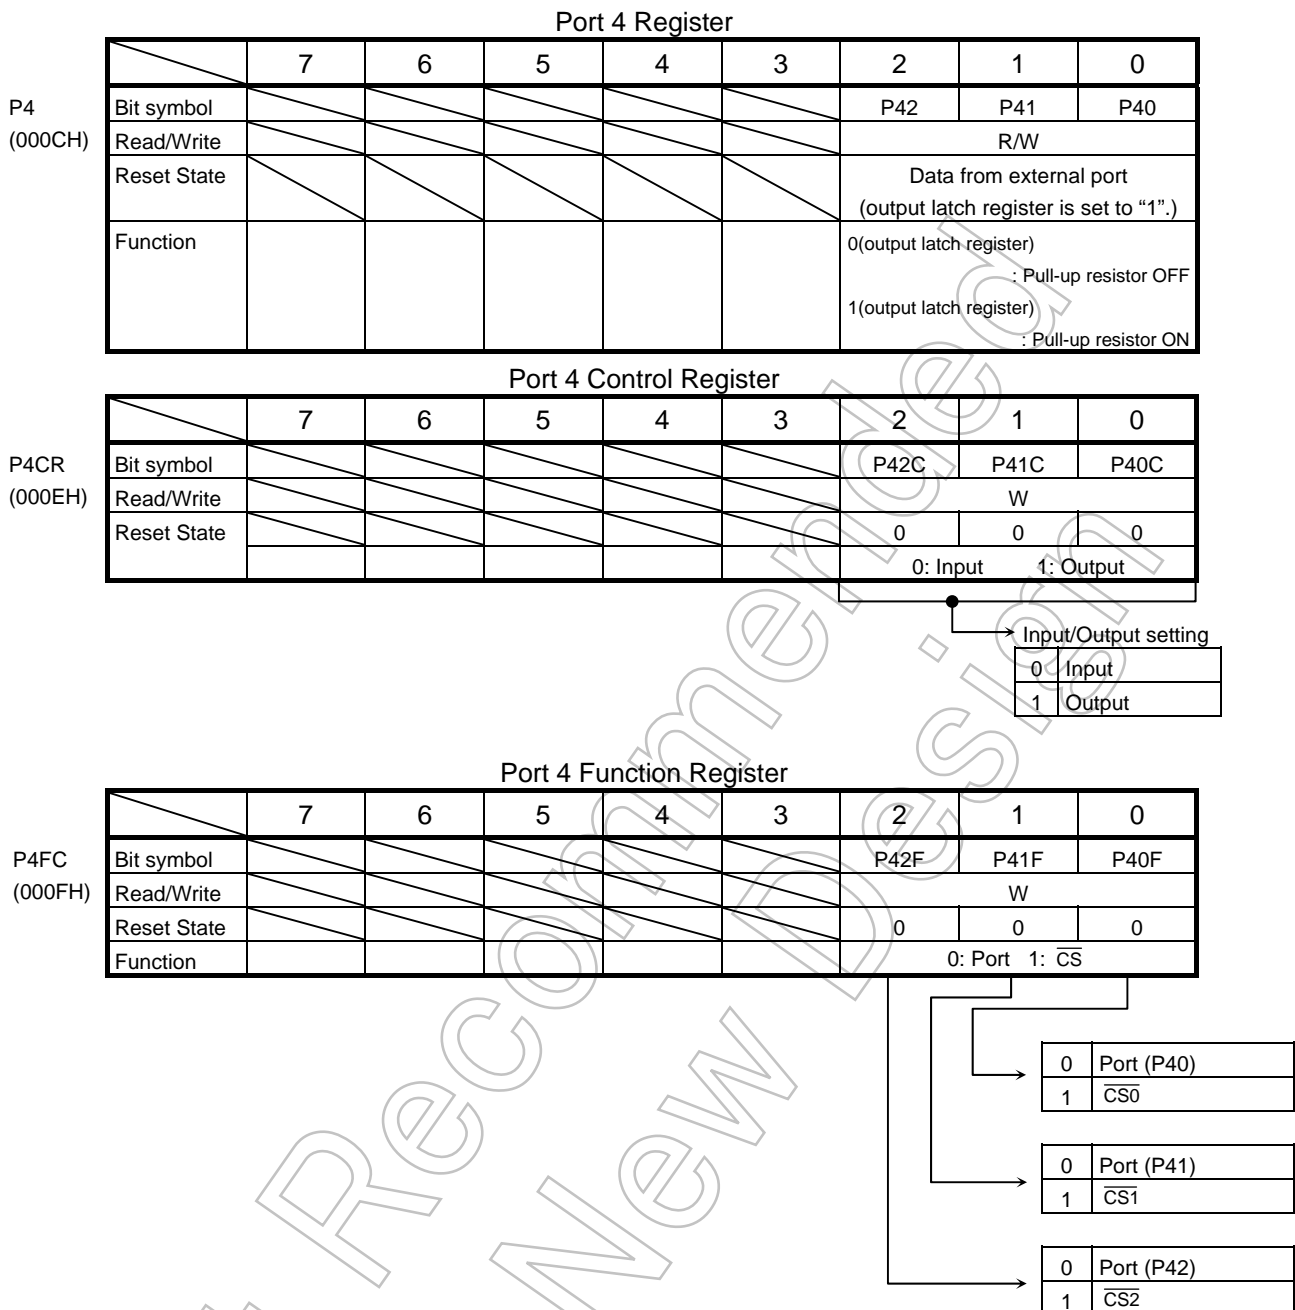 Port 4 Register
7 6 5 4 3 2 1 0
P4 (000CH)
Bit symbol P42 P41 P40
Read/Write R/W
Reset State Data from external port
(output latch register is set to “1”.)
Function 0(output latch register)
: Pull-up resistor OFF
1(output latch register)
: Pull-up resistor ON
Port 4 Control Register
7 6 5 4 3 2 1 0
P4CR (000EH)
Bit symbol P42C P41C P40C
Read/Write W
Reset State 0 0 0
0: Input 1: Output
Input/Output setting
0 Input
1 Output
Port 4 Function Register
7 6 5 4 3 2 1 0
P4FC (000FH)
Bit symbol P42F P41F P40F
Read/Write W
Reset State 0 0 0
Function 0: Port 1: C̅S̅
0 Port (P40)
1 C̅S̅0̅
0 Port (P41)
1 C̅S̅1̅
0 Port (P42)
1 C̅S̅2̅
Recommended
New Design